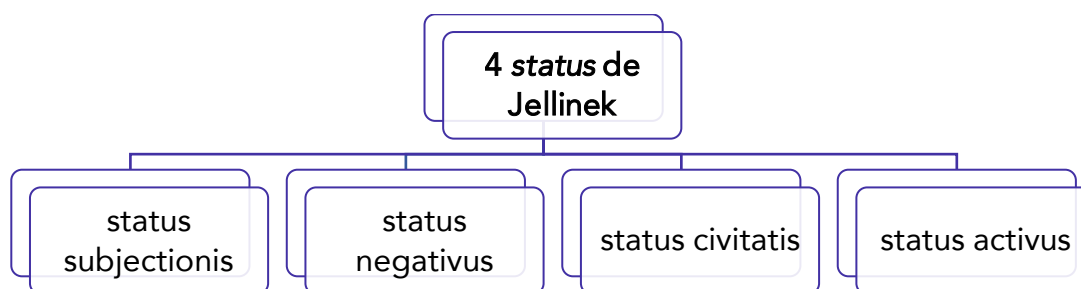 4 status de
Jellinek
status
subjectionis
status
negativus
status civitatis
status activus